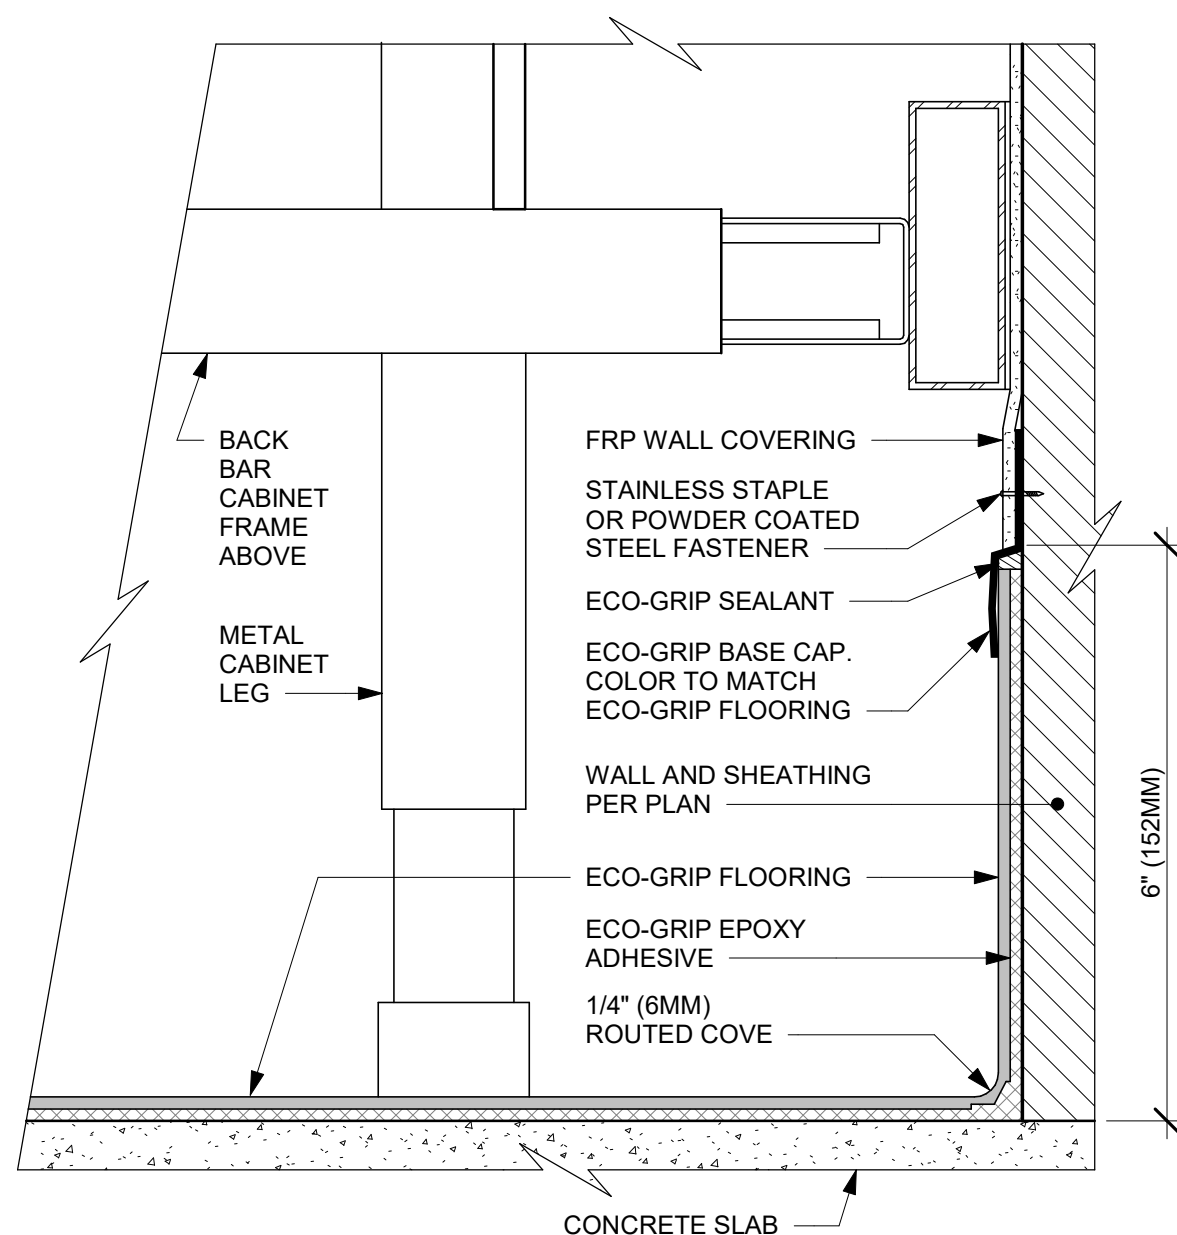 BACK
BAR
CABINET
FRAME
ABOVE
METAL
CABINET
LEG
FRP WALL COVERING
STAINLESS STAPLE
OR POWDER COATED
STEEL FASTENER
ECO-GRIP SEALANT
ECO-GRIP BASE CAP.
COLOR TO MATCH
ECO-GRIP FLOORING
WALL AND SHEATHING
PER PLAN
ECO-GRIP FLOORING
ECO-GRIP EPOXY
ADHESIVE
1/4" (6MM)
ROUTED COVE
6" (152MM)
CONCRETE SLAB